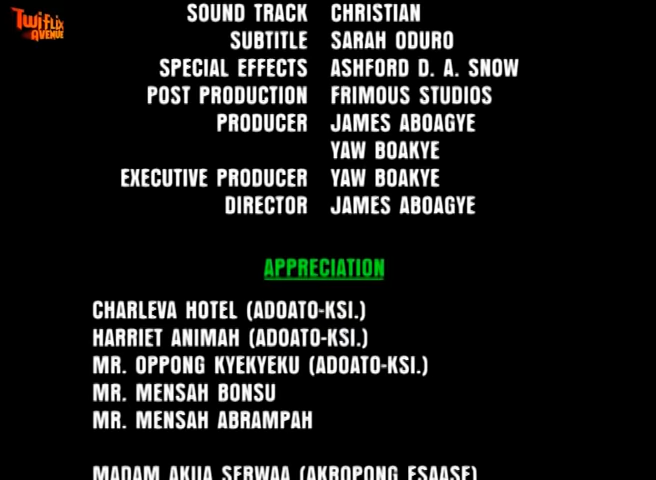 Twiflix
AVENUE
SOUND TRACK CHRISTIAN
SUBTITLE SARAH ODURO
SPECIAL EFFECTS ASHFORD D. A. SNOW
POST PRODUCTION FRIMOUS STUDIOS
PRODUCER JAMES ABOAGYE
YAW BOAKYE
EXECUTIVE PRODUCER YAW BOAKYE
DIRECTOR JAMES ABOAGYE
APPRECIATION
CHARLEVA HOTEL (ADOATO-KSI.)
HARRIET ANIMAH (ADOATO-KSI.)
MR. OPPONG KYEKYEKU (ADOATO-KSI.)
MR. MENSAH BONSU
MR. MENSAH ABRAMPAH
MADAM AKUA SERWAA (AKROPONG ESAASE)